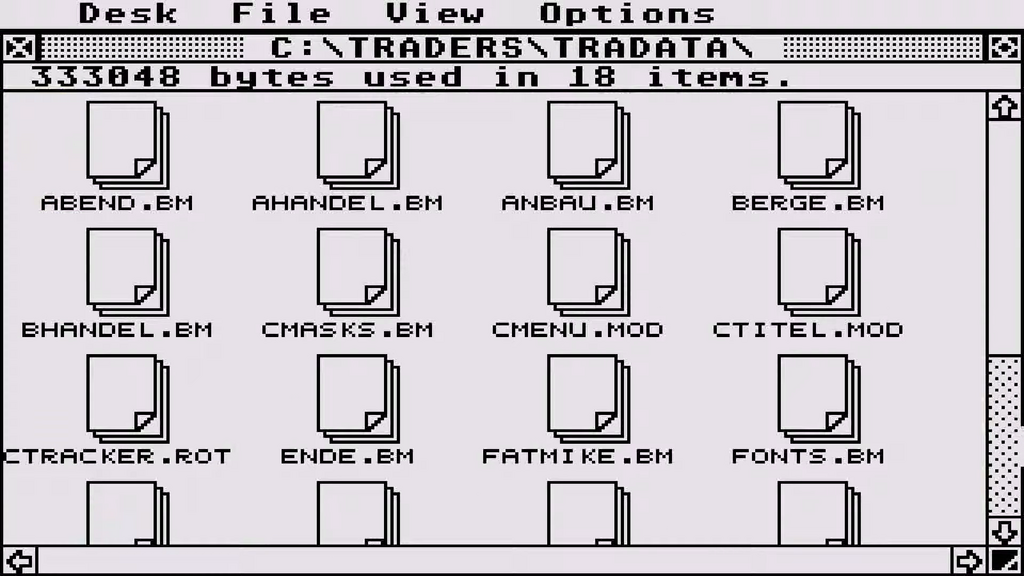 Desk File View Options
C:\TRADERS\TRADATA\
333048 bytes used in 18 items.
ABEND.BM AHANDEL.BM ANBAU.BM BERGE.BM
BHANDEL.BM CMASKS.BM CMENU.MOD CTITEL.MOD
CTRACKER.ROT ENDE.BM FATMIKE.BM FONTS.BM